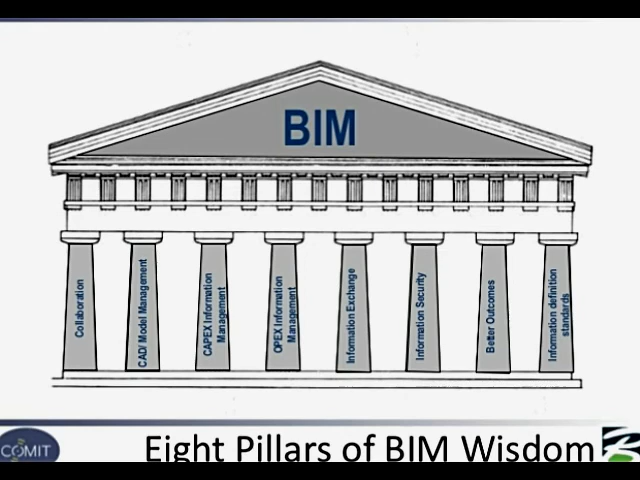 BIM
Collaboration
CAD/ Model Management
CAPEX Information
Management
OPEX Information
Management
Information Exchange
Information Security
Better Outcomes
Information definition
standards
COMIT
Eight Pillars of BIM Wisdom